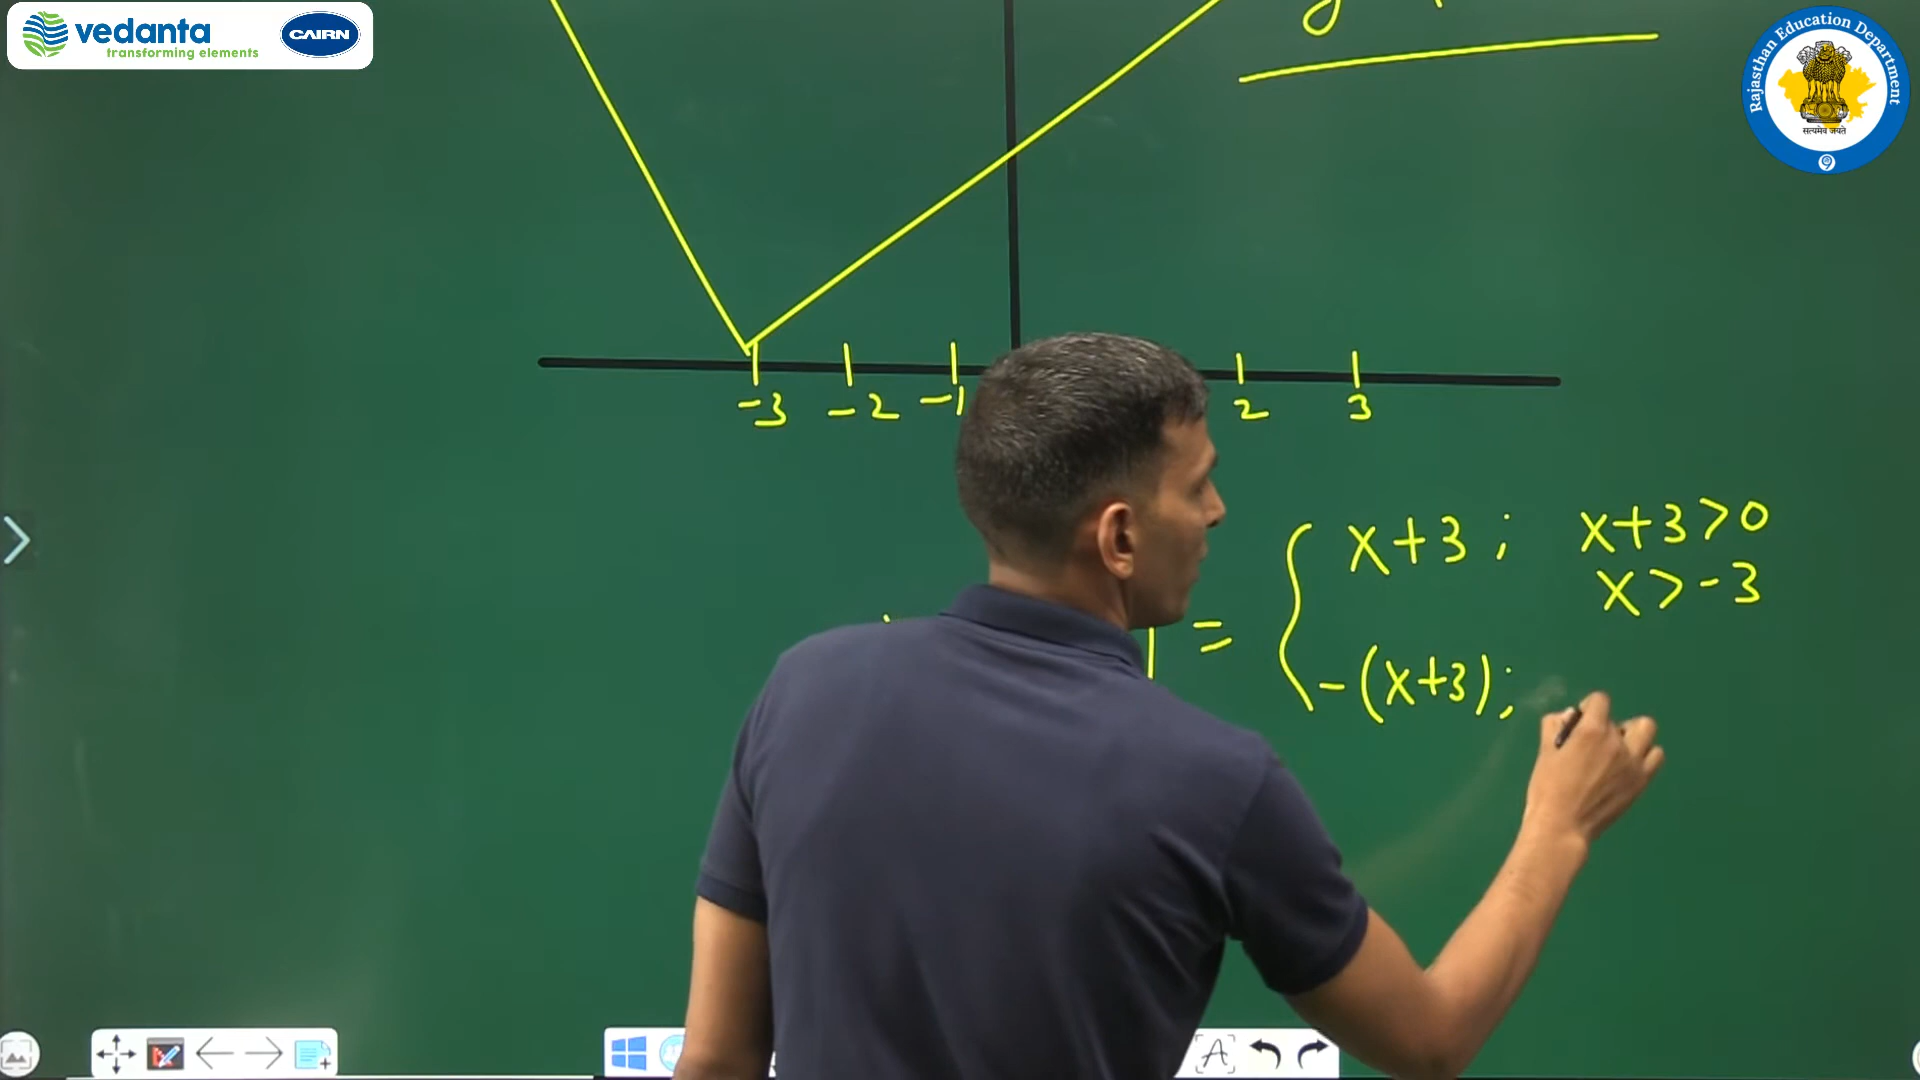 vedanta
transforming elements
CAIRN
Rajasthan Education Department
सत्यमेव जयते
-3 -2 -1 2 3
x+3 ; x+3>0
x>-3
=
-(x+3);
A